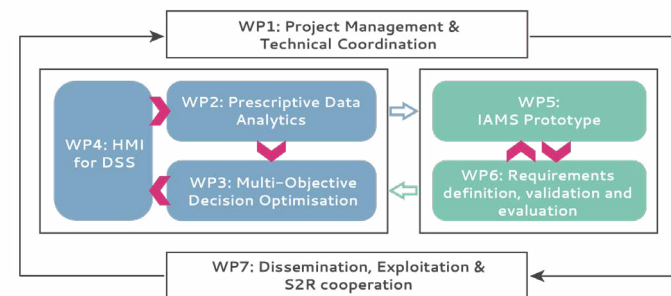 WP1: Project Management &
Technical Coordination
WP4: HMI
for DSS
WP2: Prescriptive Data
Analytics
WP3: Multi-Objective
Decision Optimisation
WP5:
IAMS Prototype
WP6: Requirements
definition, validation and
evaluation
WP7: Dissemination, Exploitation &
S2R cooperation